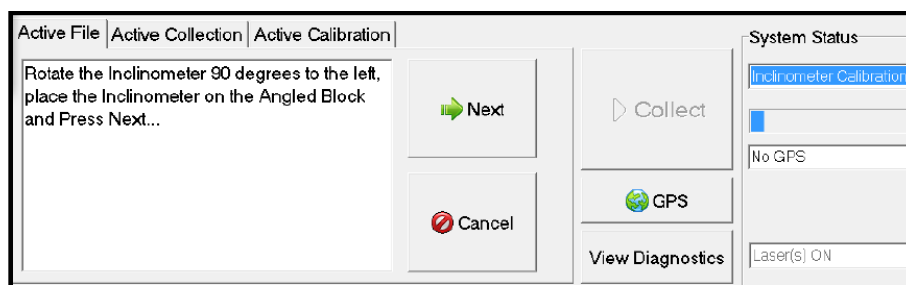 Active File Active Collection Active Calibration
Rotate the Inclinometer 90 degrees to the left,
place the Inclinometer on the Angled Block
and Press Next...
Next
Cancel
Collect
GPS
View Diagnostics
System Status
Inclinometer Calibration
No GPS
Laser(s) ON